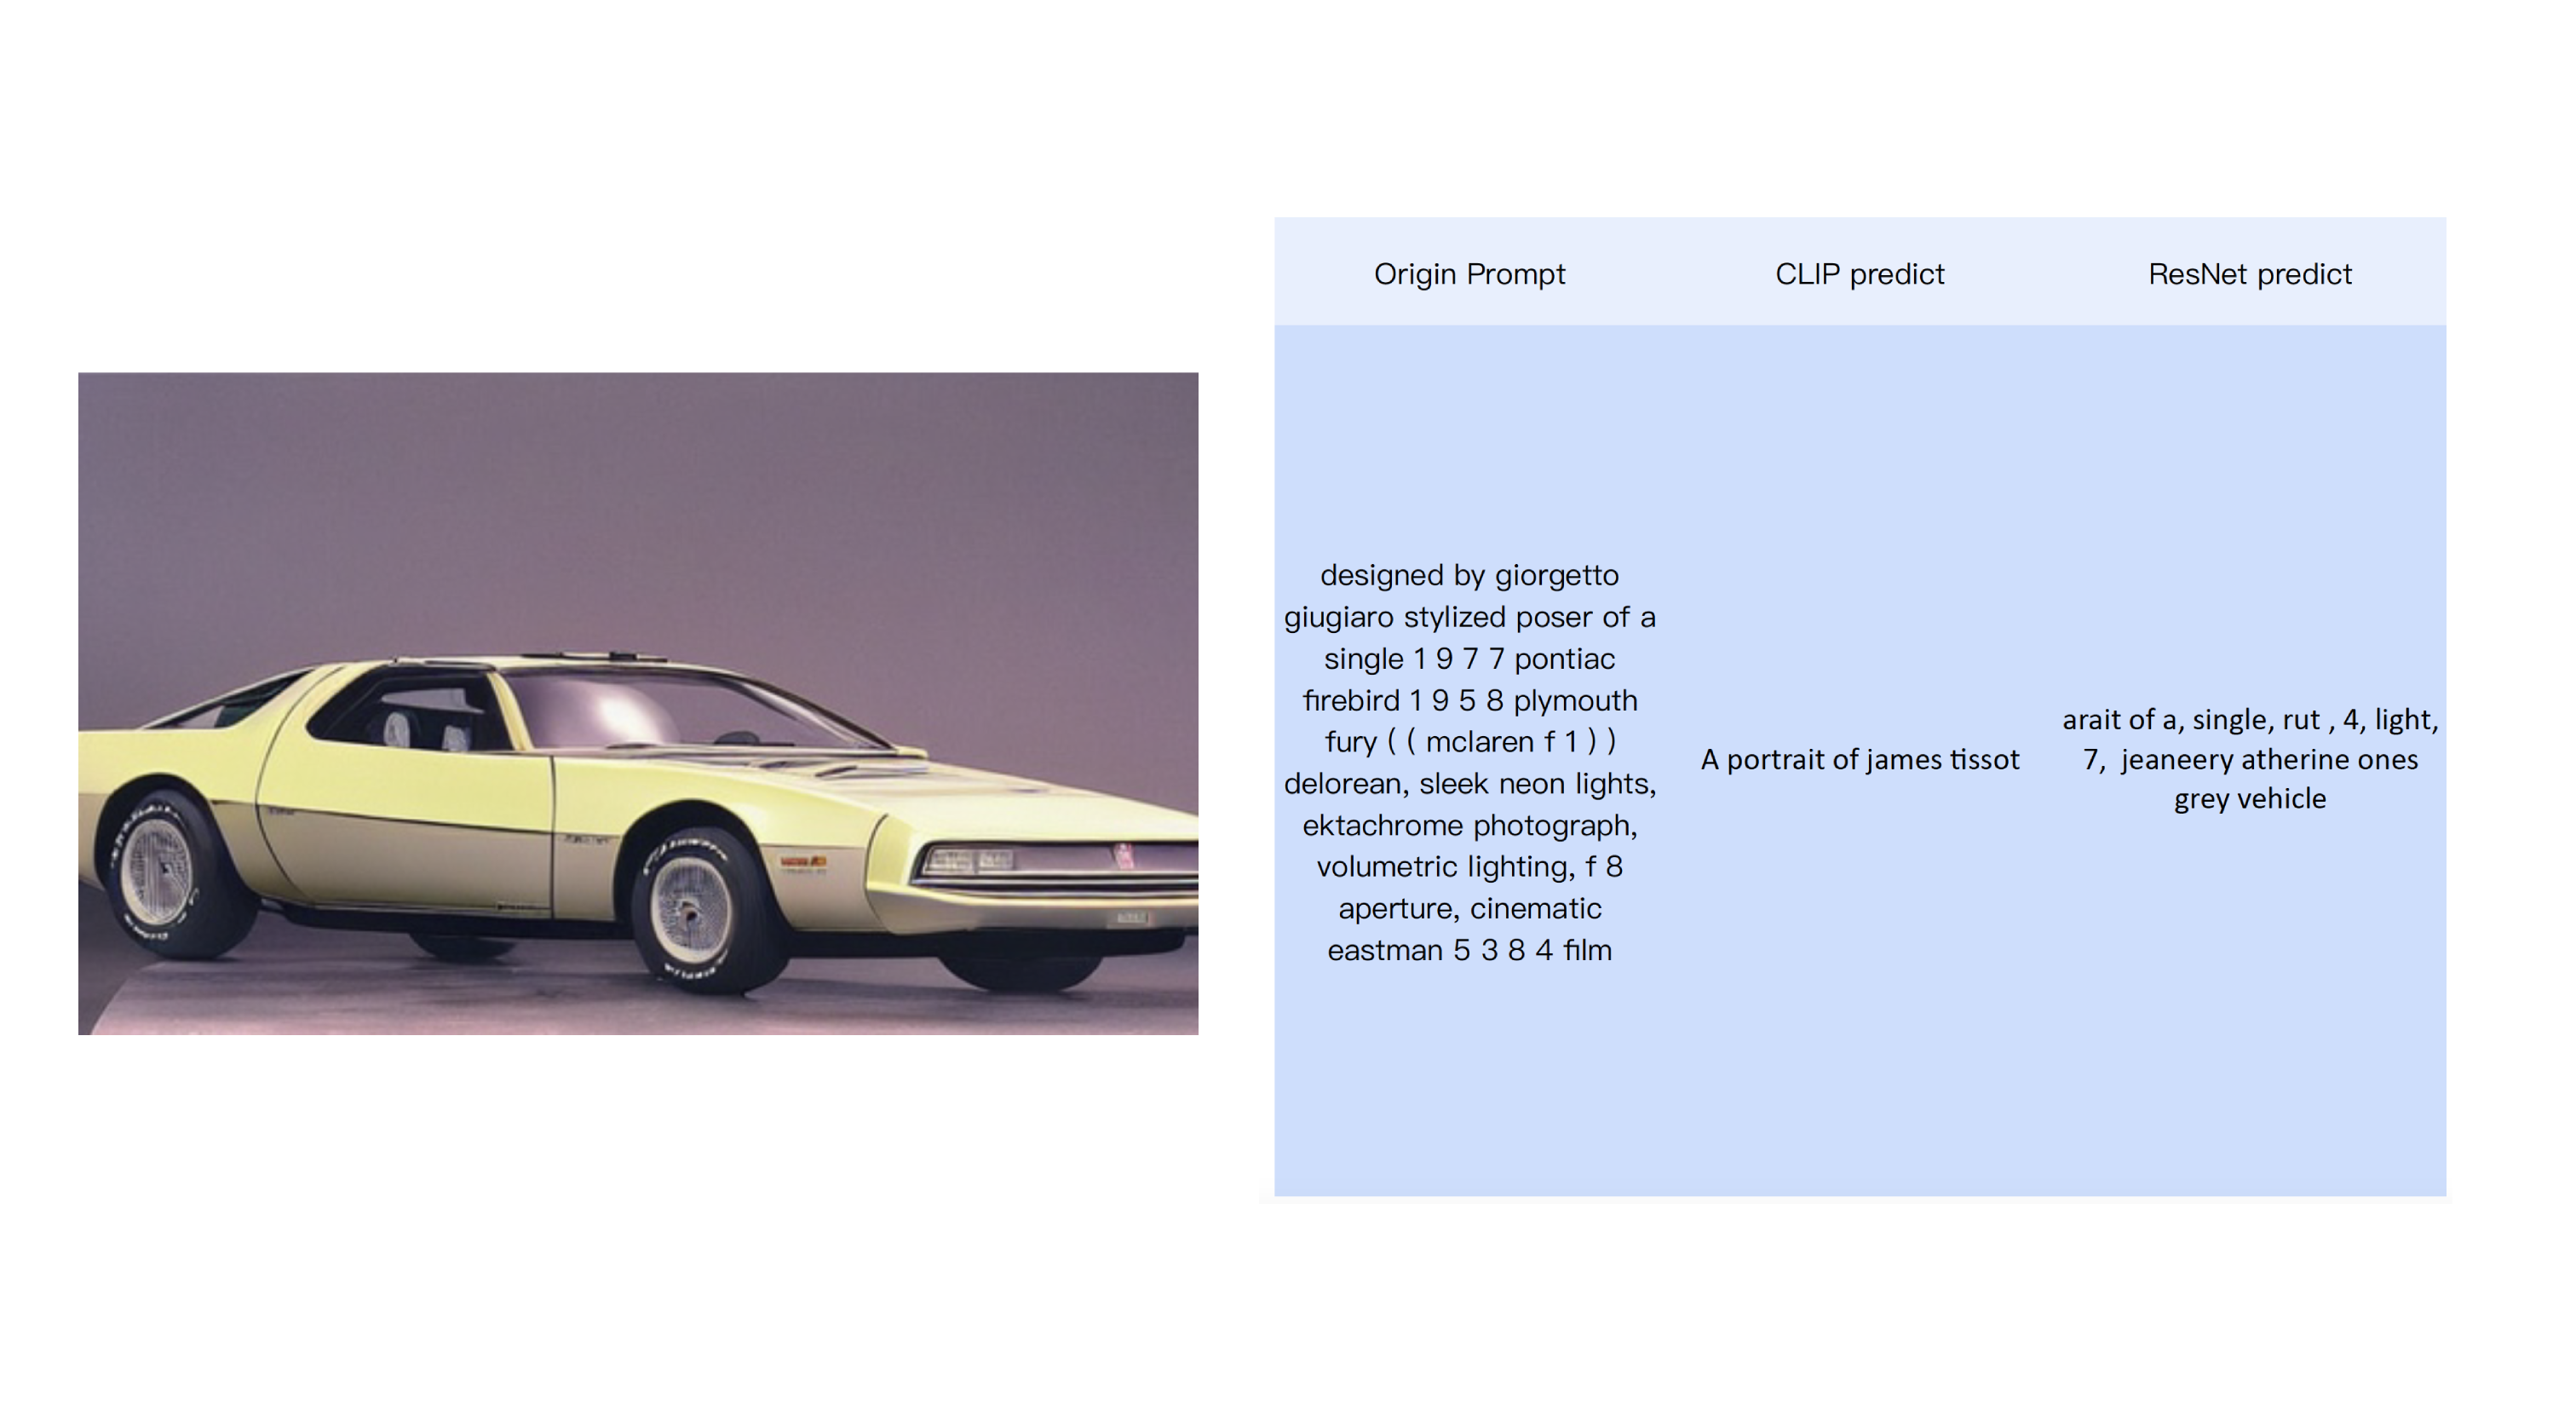 Origin Prompt
CLIP predict
ResNet predict
designed by giorgetto
giugiaro stylized poser of a
single 1 9 7 7 pontiac
firebird 1 9 5 8 plymouth
fury ( ( mclaren f 1 ) )
delorean, sleek neon lights,
ektachrome photograph,
volumetric lighting, f 8
aperture, cinematic
eastman 5 3 8 4 film
A portrait of james tissot
arait of a, single, rut , 4, light,
7,  jeaneery atherine ones
grey vehicle